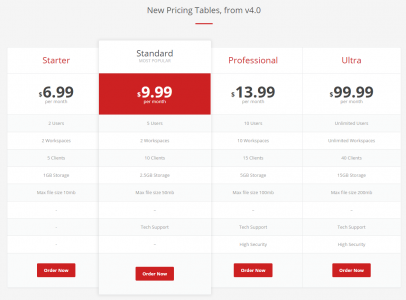 New Pricing Tables, from v4.0
Starter
$6.99
per month
2 Users
2 Workspaces
3 Clients
1GB Storage
Max file size 10mb
-
-
Order Now
Standard
MOST POPULAR
$9.99
per month
5 Users
2 Workspaces
10 Clients
2.5GB Storage
Max file size 50mb
-
Tech Support
-
Order Now
Professional
$13.99
per month
10 Users
10 Workspaces
15 Clients
5GB Storage
Max file size 100mb
-
Tech Support
High Security
Order Now
Ultra
$99.99
per month
Unlimited Users
Unlimited Workspaces
40 Clients
15GB Storage
Max file size 200mb
-
Tech Support
High Security
Order Now